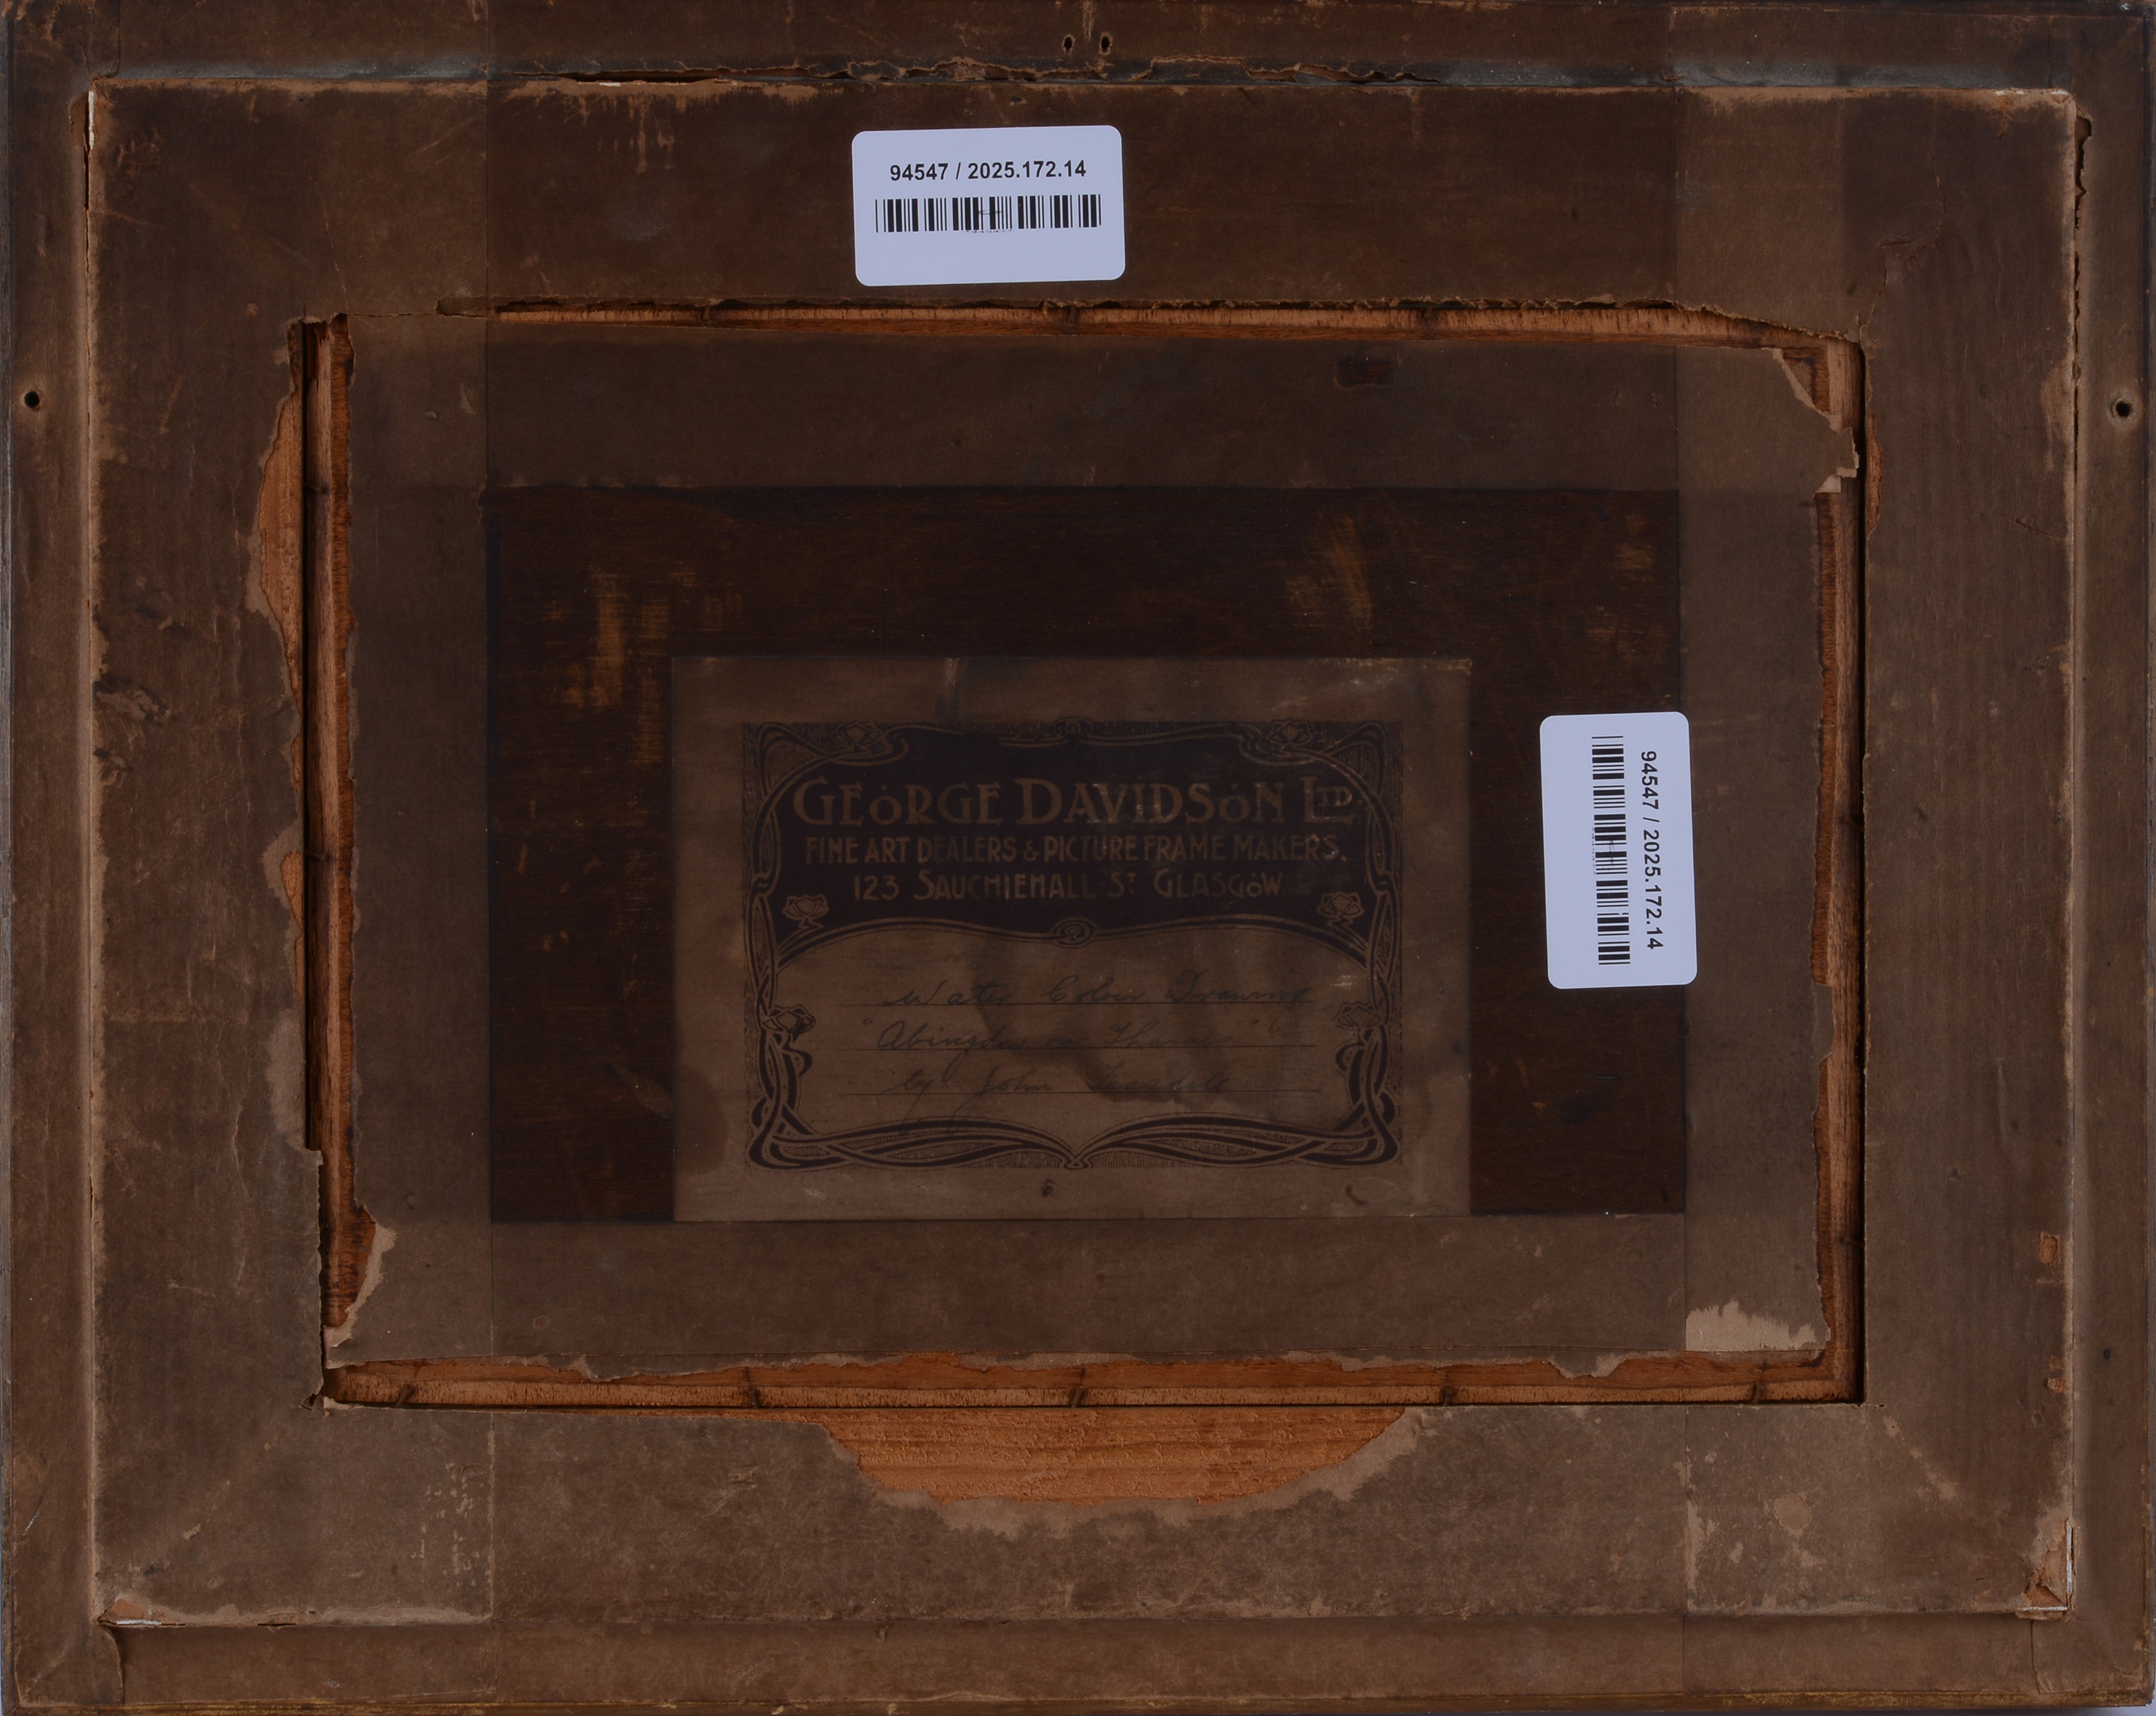 94547 / 2025.172.14
GEORGE DAVIDSON LTD.
FINE ART DEALERS & PICTURE FRAME MAKERS.
123 SAUCHIEHALL ST GLASGOW
Water Colour Drawing
"Abingdon on Thames"
by John
94547 / 2025.172.14